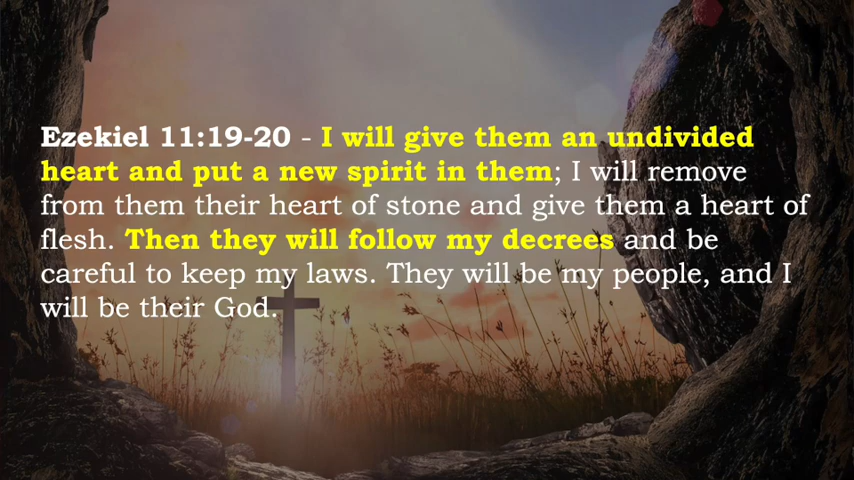 Ezekiel 11:19-20 - I will give them an undivided
heart and put a new spirit in them; I will remove
from them their heart of stone and give them a heart of
flesh. Then they will follow my decrees and be
careful to keep my laws. They will be my people, and I
will be their God.